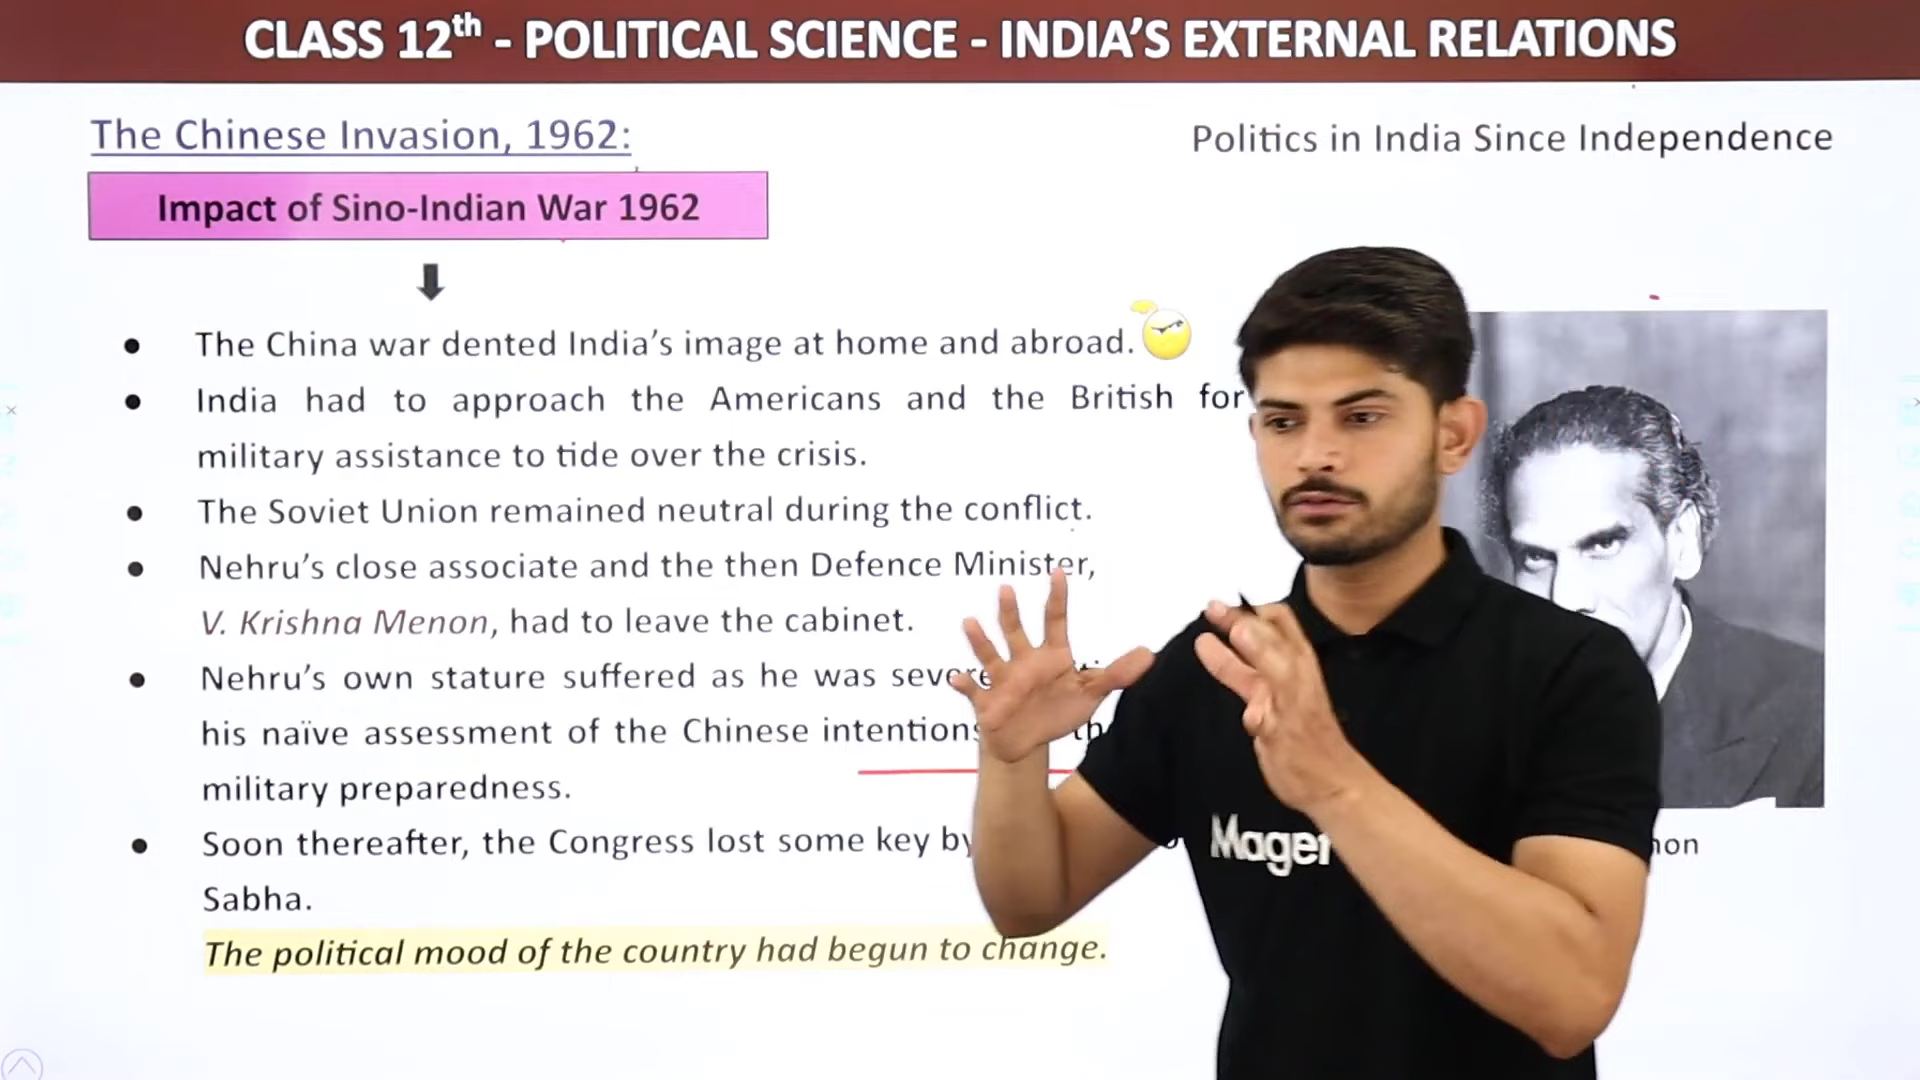 CLASS 12th - POLITICAL SCIENCE - INDIA’S EXTERNAL RELATIONS
The Chinese Invasion, 1962:
Politics in India Since Independence
Impact of Sino-Indian War 1962
● The China war dented India’s image at home and abroad.
● India had to approach the Americans and the British for
military assistance to tide over the crisis.
● The Soviet Union remained neutral during the conflict.
● Nehru’s close associate and the then Defence Minister,
V. Krishna Menon, had to leave the cabinet.
● Nehru’s own stature suffered as he was
his naïve assessment of the Chinese intentions
military preparedness.
● Soon thereafter, the Congress lost some key
Sabha.
The political mood of the country had begun to change.
Mager